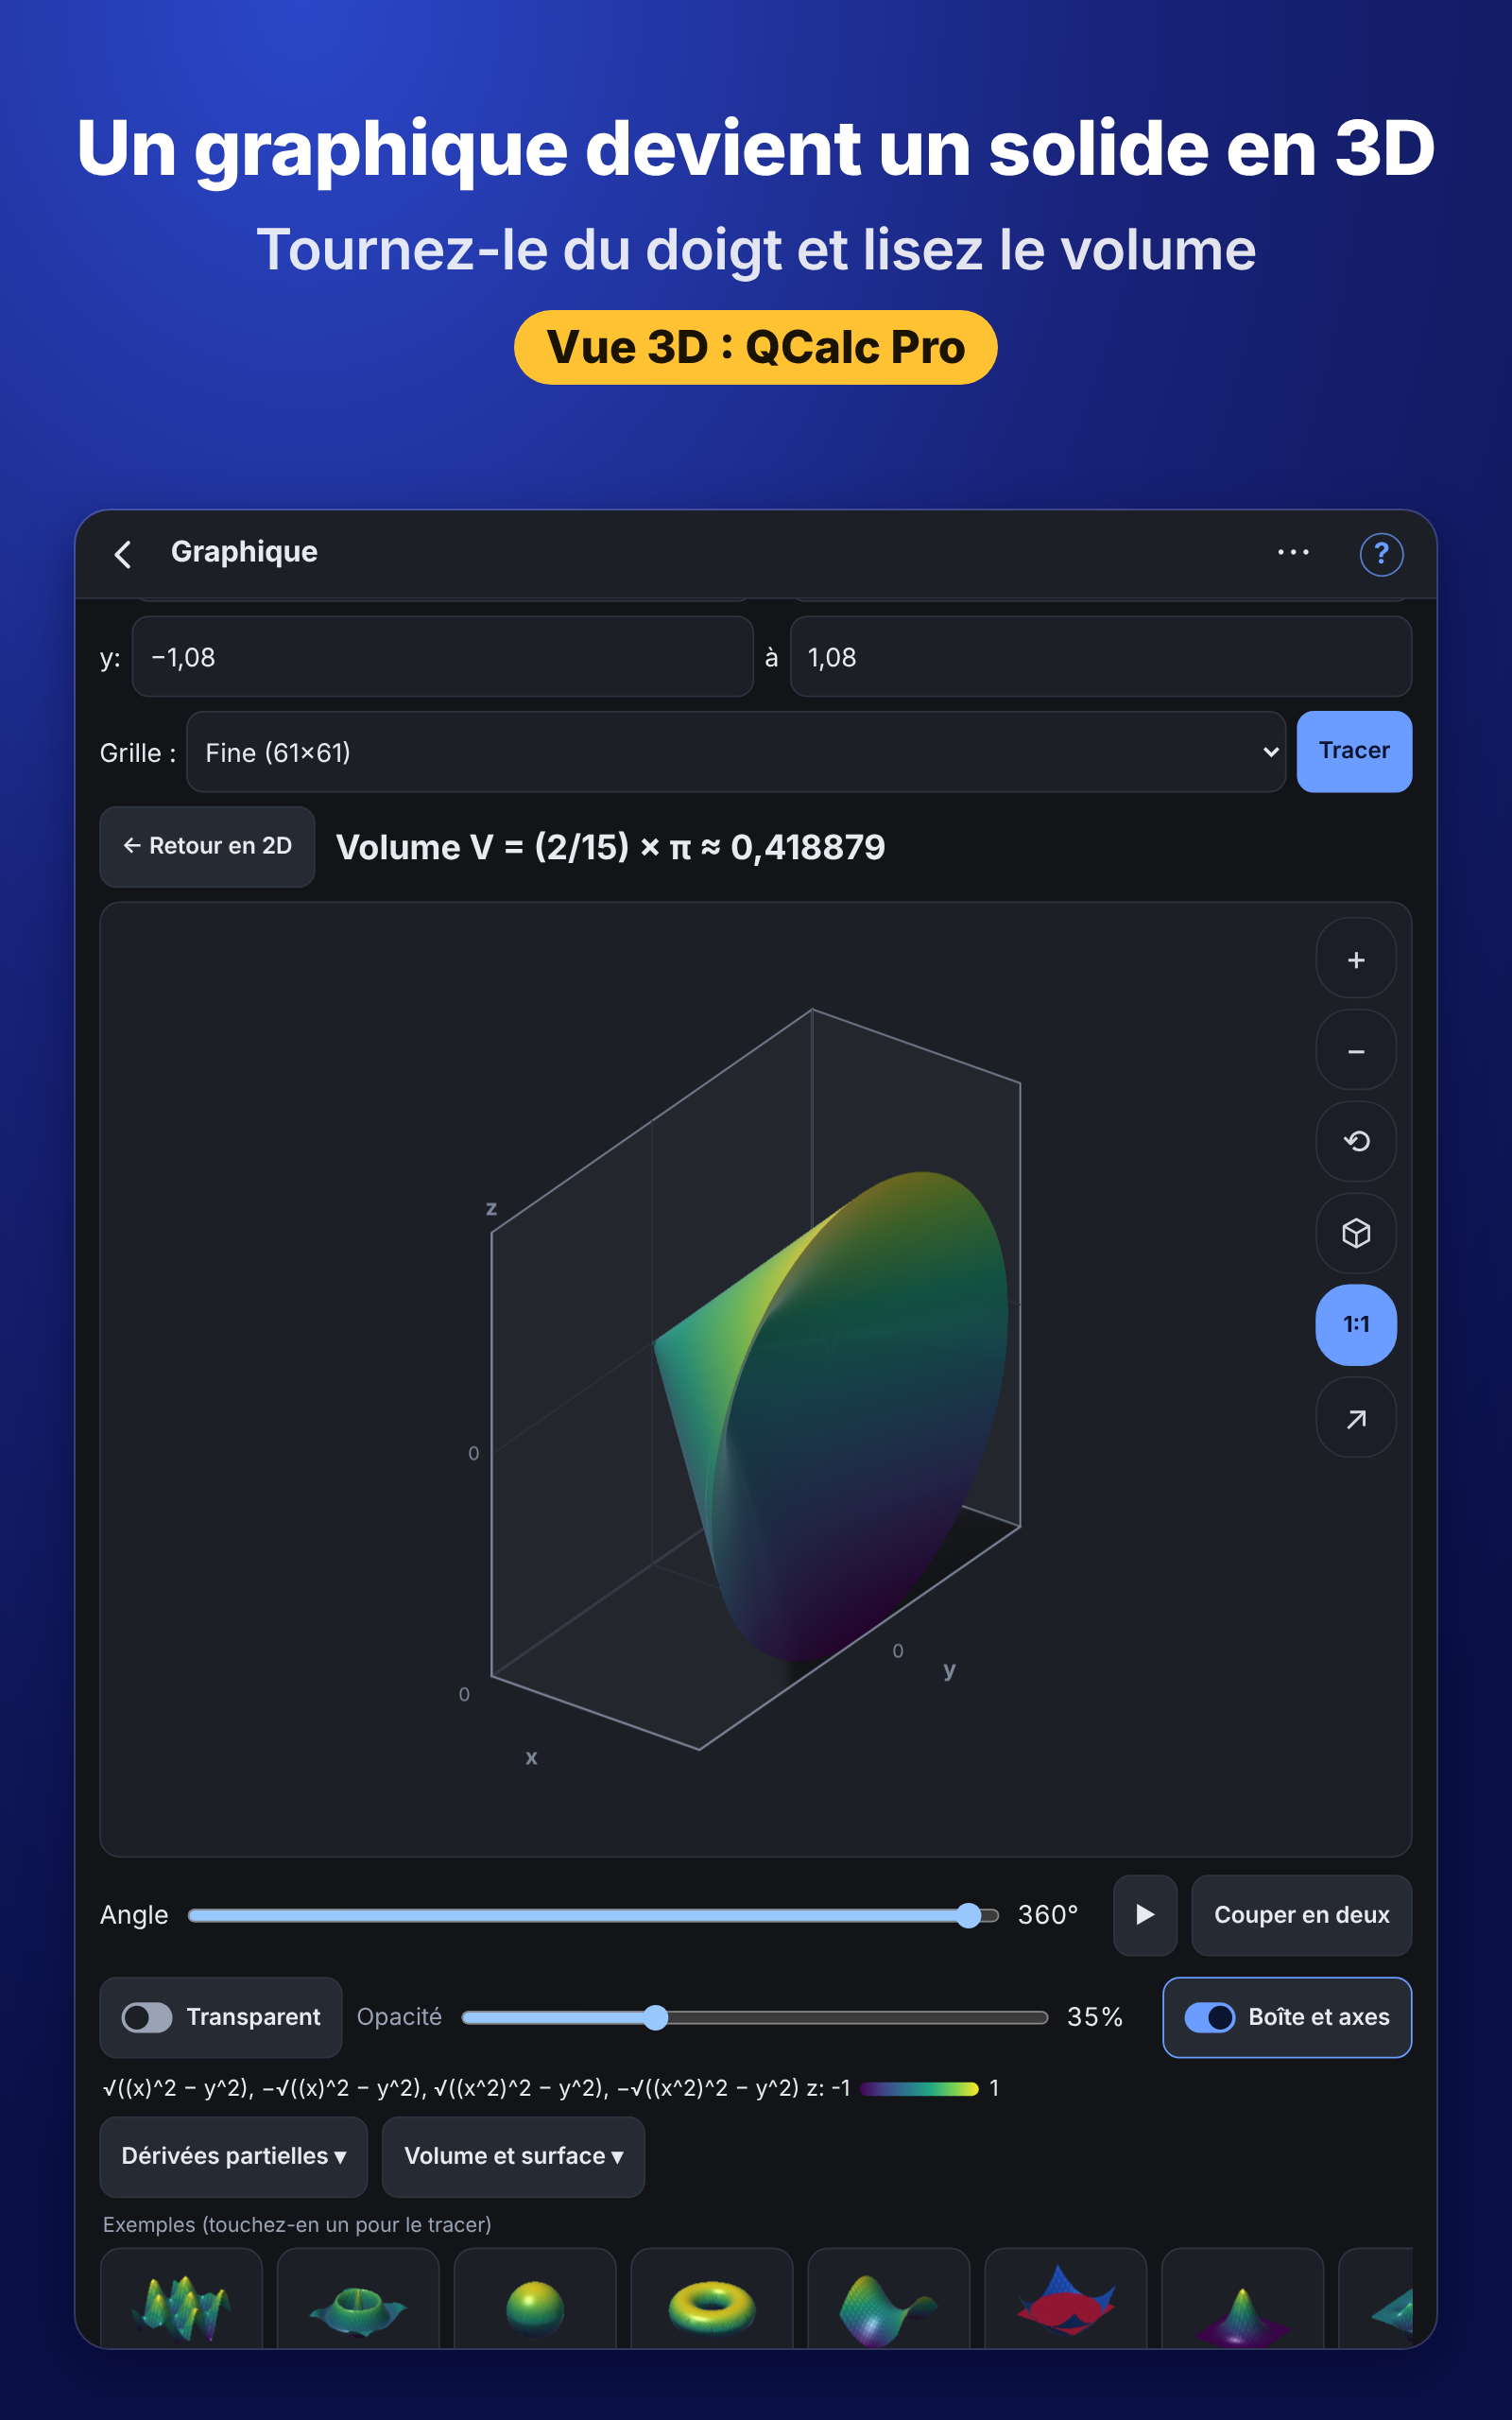 Un graphique devient un solide en 3D
Tournez-le du doigt et lisez le volume
Vue 3D : QCalc Pro
Graphique
?
y: −1,08 à 1,08
Grille : Fine (61×61) Tracer
← Retour en 2D Volume V = (2/15) × π ≈ 0,418879
+
−
z
1:1
0
0
y
0
x
Angle 360° Couper en deux
Transparent Opacité 35% Boîte et axes
√((x)^2 − y^2), −√((x)^2 − y^2), √((x^2)^2 − y^2), −√((x^2)^2 − y^2) z: -1 1
Dérivées partielles ▾ Volume et surface ▾
Exemples (touchez-en un pour le tracer)